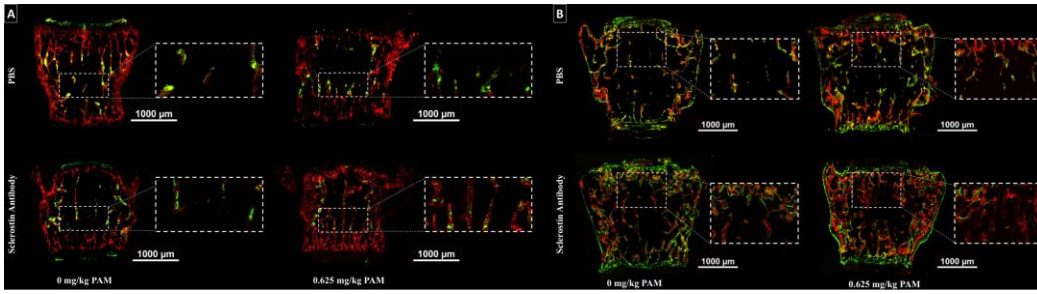 A
PBS
1000 µm
1000 µm
Sclerostin Antibody
1000 µm
1000 µm
0 mg/kg PAM
0.625 mg/kg PAM
B
PBS
1000 µm
1000 µm
Sclerostin Antibody
1000 µm
1000 µm
0 mg/kg PAM
0.625 mg/kg PAM